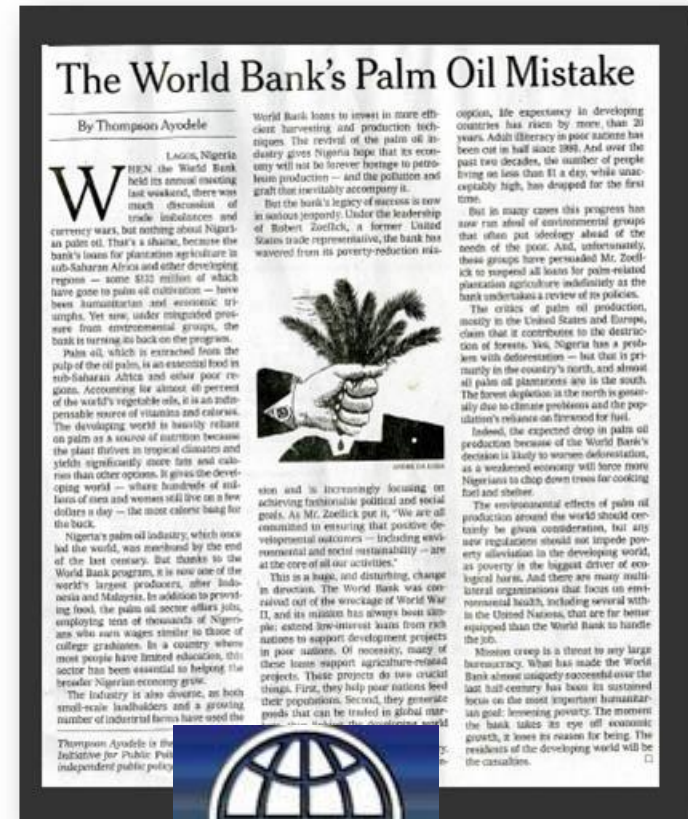 The World Bank's Palm Oil Mistake
By Thompson Ayodele
LAGOS, Nigeria
WHEN the World Bank
held its annual meeting
last weekend, there was
much discussion of
trade imbalances and
currency wars, but nothing about Nigeri-
an palm oil. That's a shame, because the
bank's loans for plantation agriculture in
sub-Saharan Africa and other developing
regions — some $132 million of which
have gone to palm oil cultivation — have
been humanitarian and economic tri-
umphs. Yet now, under misguided pres-
sure from environmental groups, the
bank is turning its back on the program.
Palm oil, which is extracted from the
pulp of the oil palm, is an essential food in
sub-Saharan Africa and other poor re-
gions. Accounting for almost 40 percent
of the world's vegetable oils, it is an indis-
pensable source of vitamins and calories.
The developing world is heavily reliant
on palm as a source of nutrition because
the plant thrives in tropical climates and
yields significantly more fats and calo-
ries than other options. It gives the devel-
oping world — where hundreds of mil-
lions of men and women still live on a few
dollars a day — the most caloric bang for
the buck.
Nigeria's palm oil industry, which once
led the world, was moribund by the end
of the last century. But thanks to the
World Bank program, it is now one of the
world's largest producers, after Indo-
nesia and Malaysia. In addition to provid-
ing food, the palm oil sector offers jobs,
employing tens of thousands of Nigeri-
ans who earn wages similar to those of
college graduates. In a country where
most people have limited education, this
sector has been essential to helping the
broader Nigerian economy grow.
The industry is also diverse, as both
small-scale landholders and a growing
number of industrial farms have used the
Thompson Ayodele is the
Initiative for Public
independent public policy
World Bank loans to invest in more effi-
cient harvesting and production tech-
niques. The revival of the palm oil in-
dustry gives Nigeria hope that its econ-
omy will not be forever hostage to petro-
leum production — and the pollution and
graft that inevitably accompany it.
But the bank's legacy of success is now
in serious jeopardy. Under the leadership
of Robert Zoellick, a former United
States trade representative, the bank has
wavered from its poverty-reduction mis-
sion and is increasingly focusing on
achieving fashionable political and social
goals. As Mr. Zoellick put it, "We are all
committed to ensuring that positive de-
velopmental outcomes — including envi-
ronmental and social sustainability — are
at the core of all our activities."
This is a huge, and disturbing, change
in direction. The World Bank was con-
ceived out of the wreckage of World War
II, and its mission has always been sim-
ple: extend low-interest loans from rich
nations to support development projects
in poor nations. Of necessity, many of
these loans support agriculture-related
projects. These projects do two crucial
things. First, they help poor nations feed
their populations. Second, they generate
goods that can be traded in global mar-
the developing world
ception, life expectancy in developing
countries has risen by more than 20
years. Adult illiteracy in poor nations has
been cut in half since 1980. And over the
past two decades, the number of people
living on less than $1 a day, while unac-
ceptably high, has dropped for the first
time.
But in many cases this progress has
now run afoul of environmental groups
that often put ideology ahead of the
needs of the poor. And, unfortunately,
these groups have persuaded Mr. Zoell-
ick to suspend all loans for palm-related
plantation agriculture indefinitely as the
bank undertakes a review of its policies.
The critics of palm oil production,
mostly in the United States and Europe,
claim that it contributes to the destruc-
tion of forests. Yes, Nigeria has a prob-
lem with deforestation — but that is pri-
marily in the country's north, and almost
all palm oil plantations are in the south.
The forest depletion in the north is gener-
ally due to climate problems and the pop-
ulation's reliance on firewood for fuel.
Indeed, the expected drop in palm oil
production because of the World Bank's
decision is likely to worsen deforestation,
as a weakened economy will force more
Nigerians to chop down trees for cooking
fuel and shelter.
The environmental effects of palm oil
production around the world should cer-
tainly be given consideration, but any
new regulations should not impede pov-
erty alleviation in the developing world,
as poverty is the biggest driver of eco-
logical harm. And there are many multi-
lateral organizations that focus on envi-
ronmental health, including several with-
in the United Nations, that are far better
equipped than the World Bank to handle
the job.
Mission creep is a threat to any large
bureaucracy. What has made the World
Bank almost uniquely successful over the
last half-century has been its sustained
focus on the most important humanitar-
ian goal: lessening poverty. The moment
the bank takes its eye off economic
growth, it loses its reason for being. The
residents of the developing world will be
the casualties.